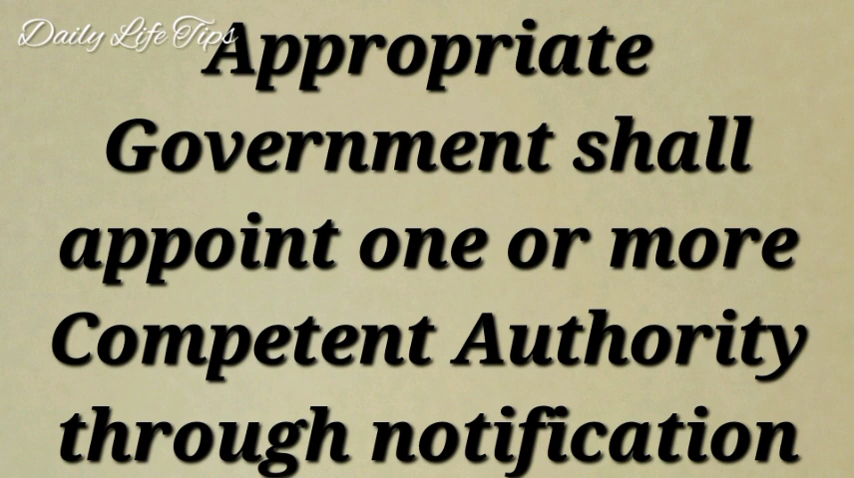 Daily Life Tips
Appropriate
Government shall
appoint one or more
Competent Authority
through notification